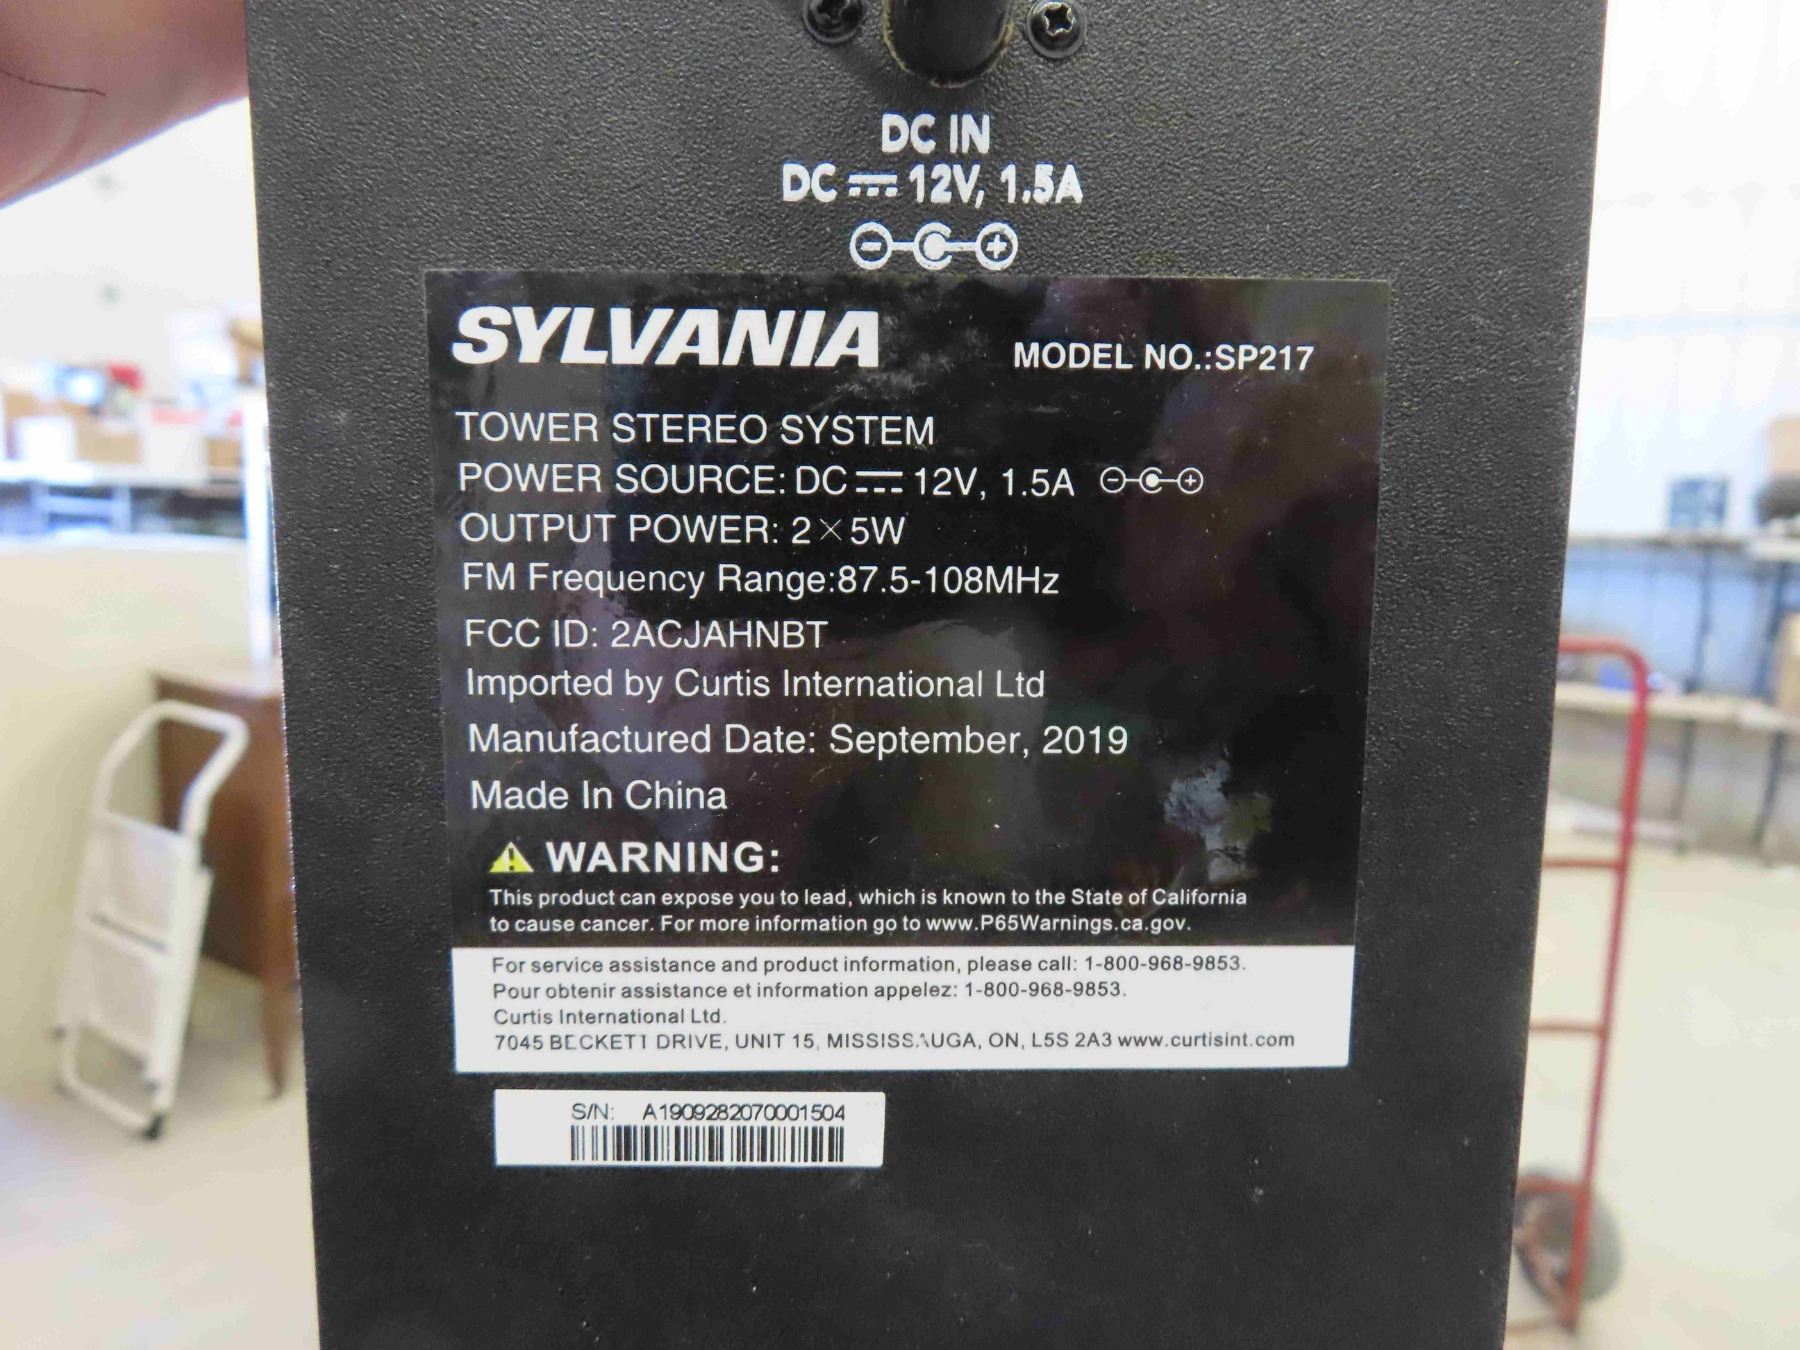 DC IN
DC ⎓ 12V, 1.5A
SYLVANIA
MODEL NO.:SP217
TOWER STEREO SYSTEM
POWER SOURCE: DC ⎓ 12V, 1.5A
OUTPUT POWER: 2×5W
FM Frequency Range:87.5-108MHz
FCC ID: 2ACJAHNBT
Imported by Curtis International Ltd
Manufactured Date: September, 2019
Made In China
WARNING:
This product can expose you to lead, which is known to the State of California
to cause cancer. For more information go to www.P65Warnings.ca.gov.
For service assistance and product information, please call: 1-800-968-9853.
Pour obtenir assistance et information appelez: 1-800-968-9853.
Curtis International Ltd.
7045 BECKETT DRIVE, UNIT 15, MISSISSAUGA, ON, L5S 2A3 www.curtisint.com
S/N: A1909282070001504